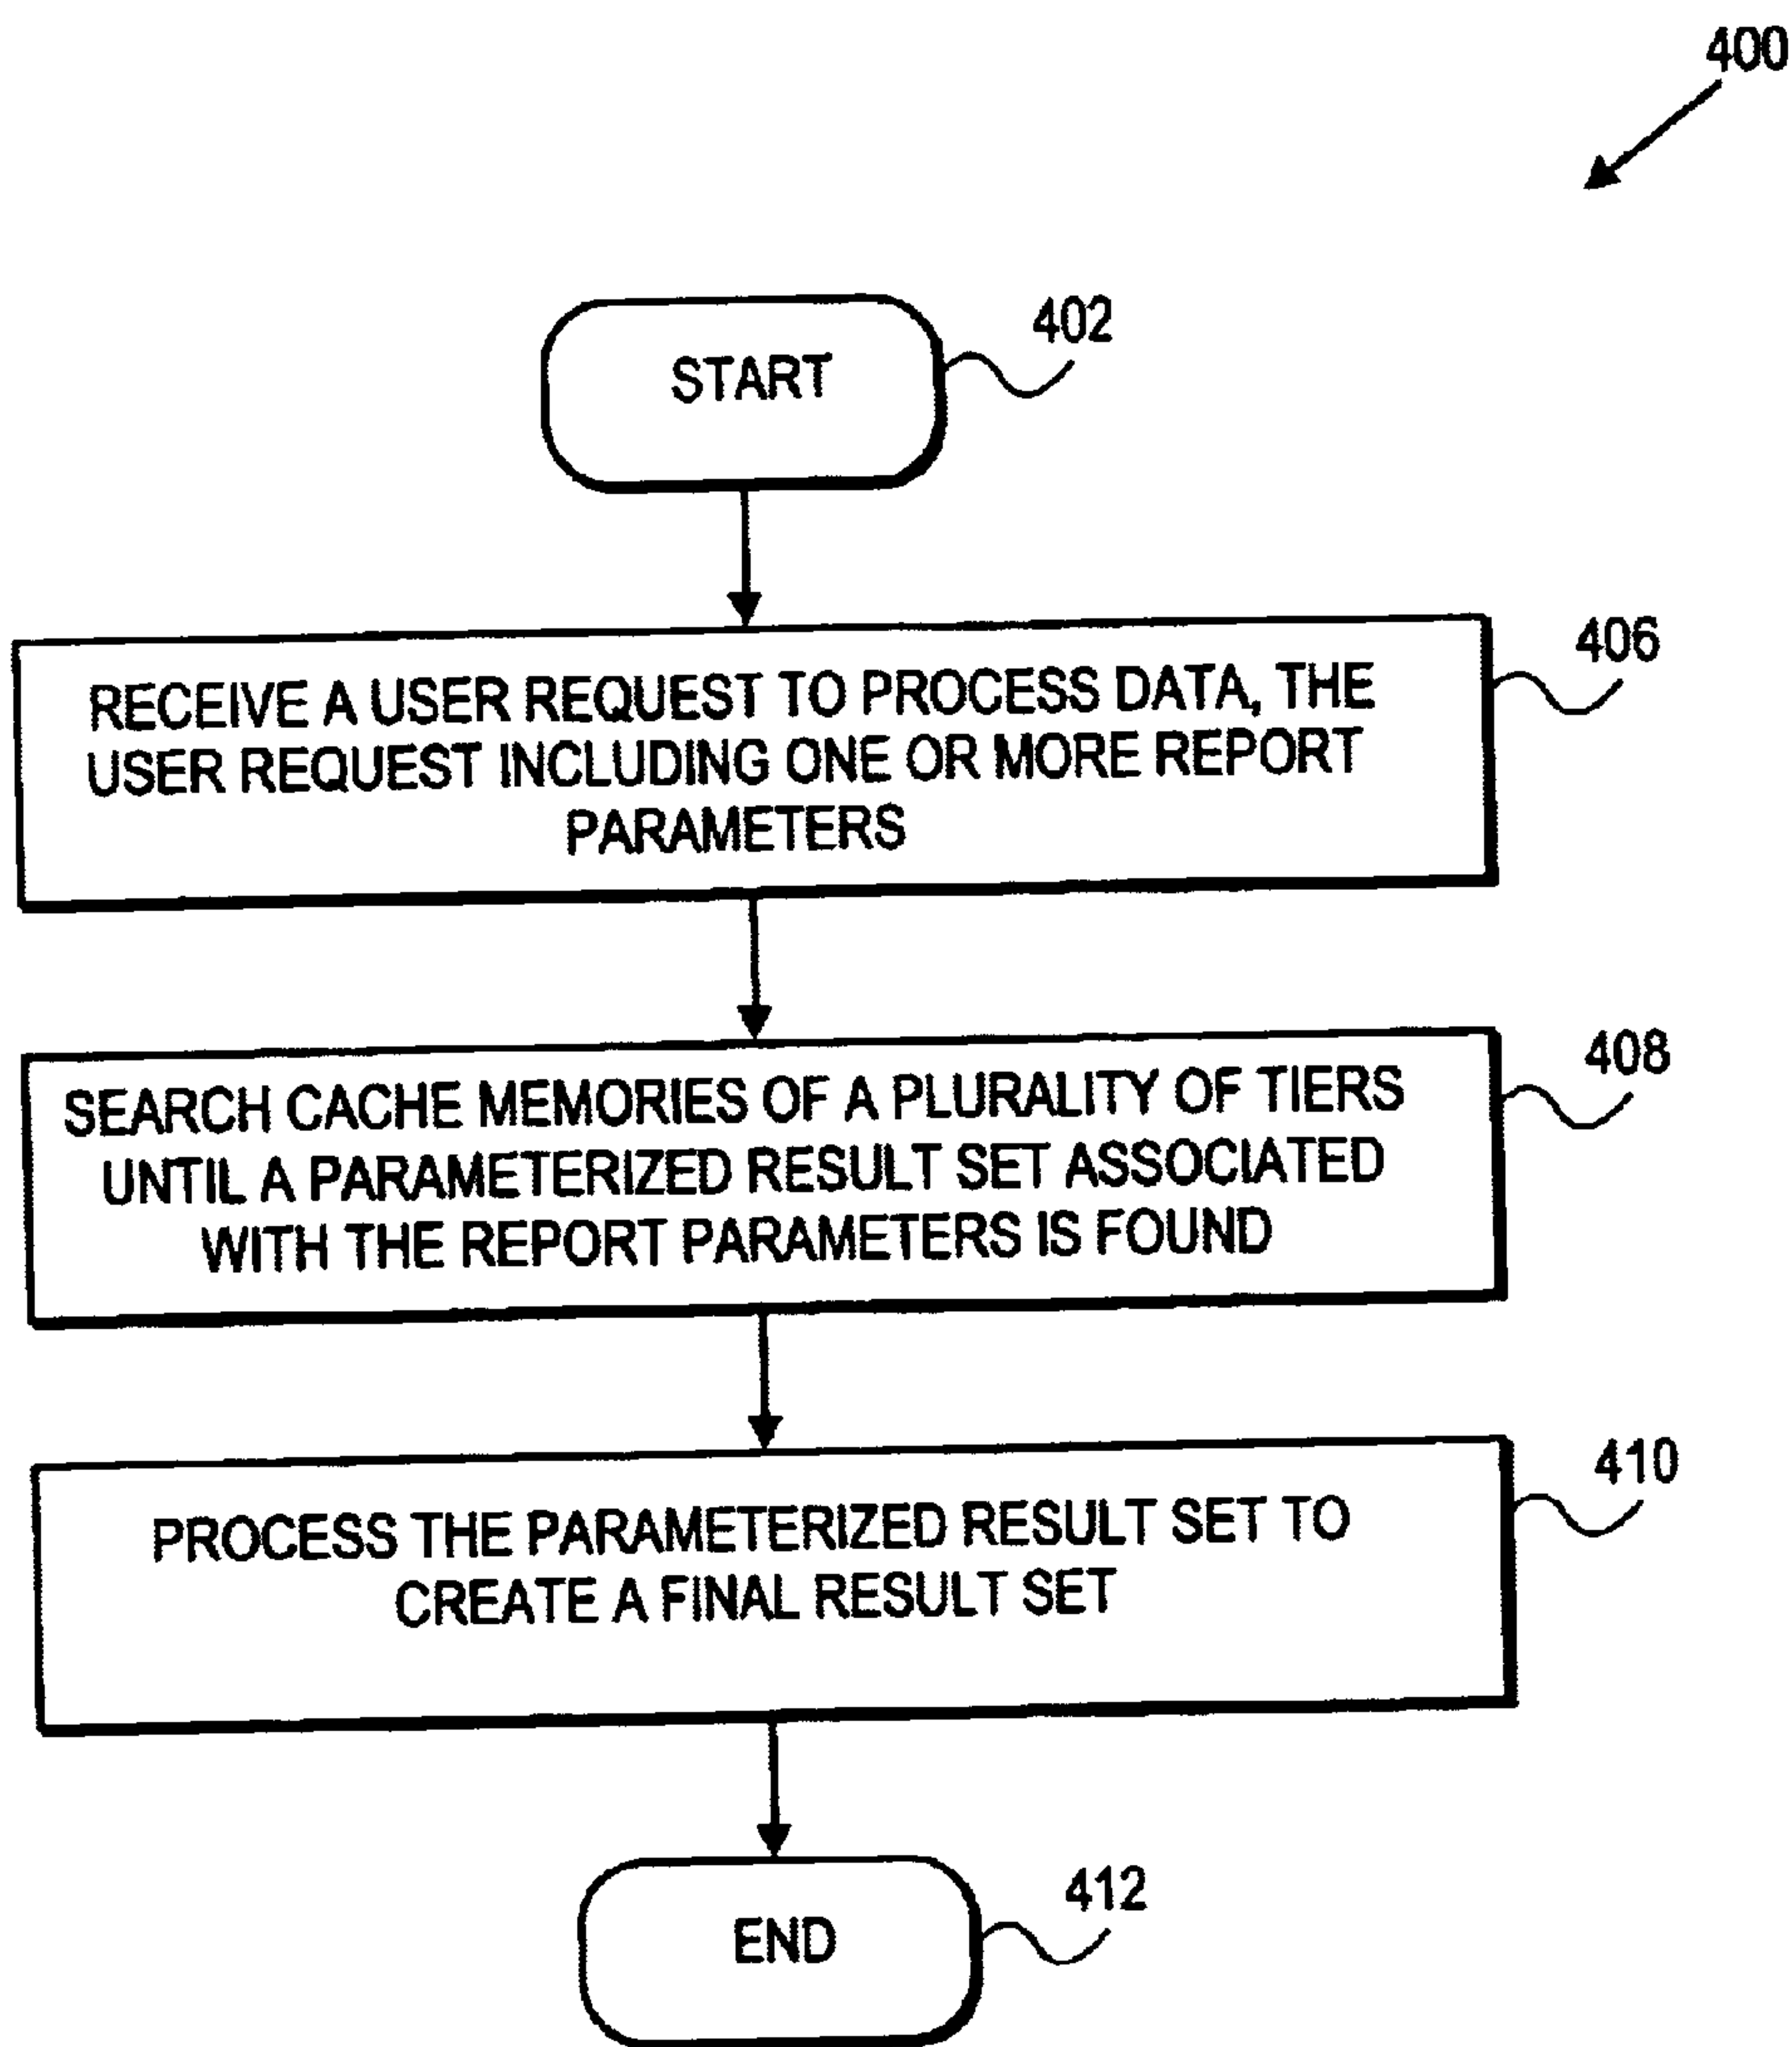 400
START
402
RECEIVE A USER REQUEST TO PROCESS DATA, THE
USER REQUEST INCLUDING ONE OR MORE REPORT
PARAMETERS
406
SEARCH CACHE MEMORIES OF A PLURALITY OF TIERS
UNTIL A PARAMETERIZED RESULT SET ASSOCIATED
WITH THE REPORT PARAMETERS IS FOUND
408
PROCESS THE PARAMETERIZED RESULT SET TO
CREATE A FINAL RESULT SET
410
END
412